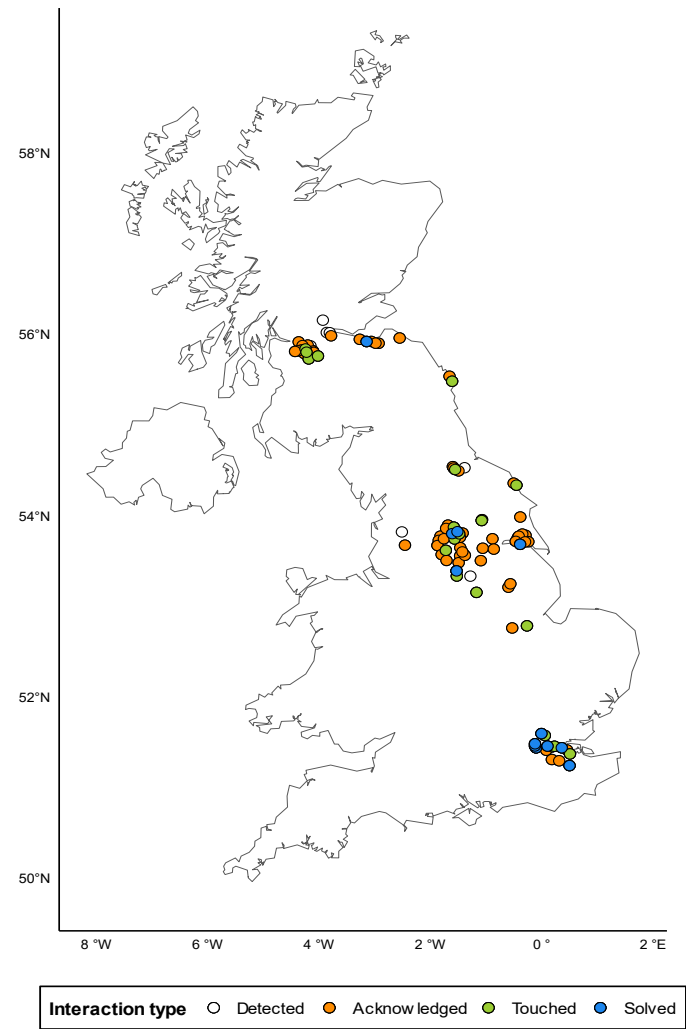 58°N
56°N
54°N
52°N
50°N
8 °W 6 °W 4 °W 2 °W 0 ° 2 °E
Interaction type Detected Acknow ledged Touched Solved